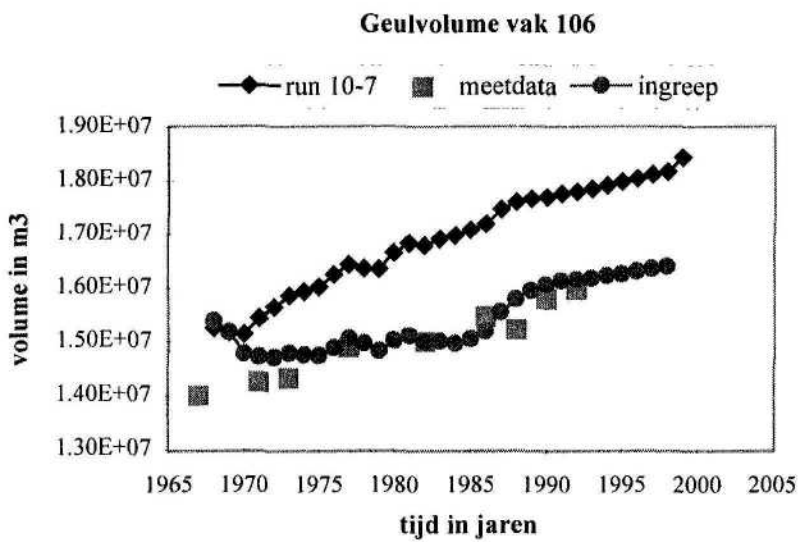 Geulvolume vak 106
run 10-7 meetdata ingreep
1.90E+07
1.80E+07
1.70E+07
1.60E+07
1.50E+07
1.40E+07
1.30E+07
volume in m3
1965 1970 1975 1980 1985 1990 1995 2000 2005
tijd in jaren